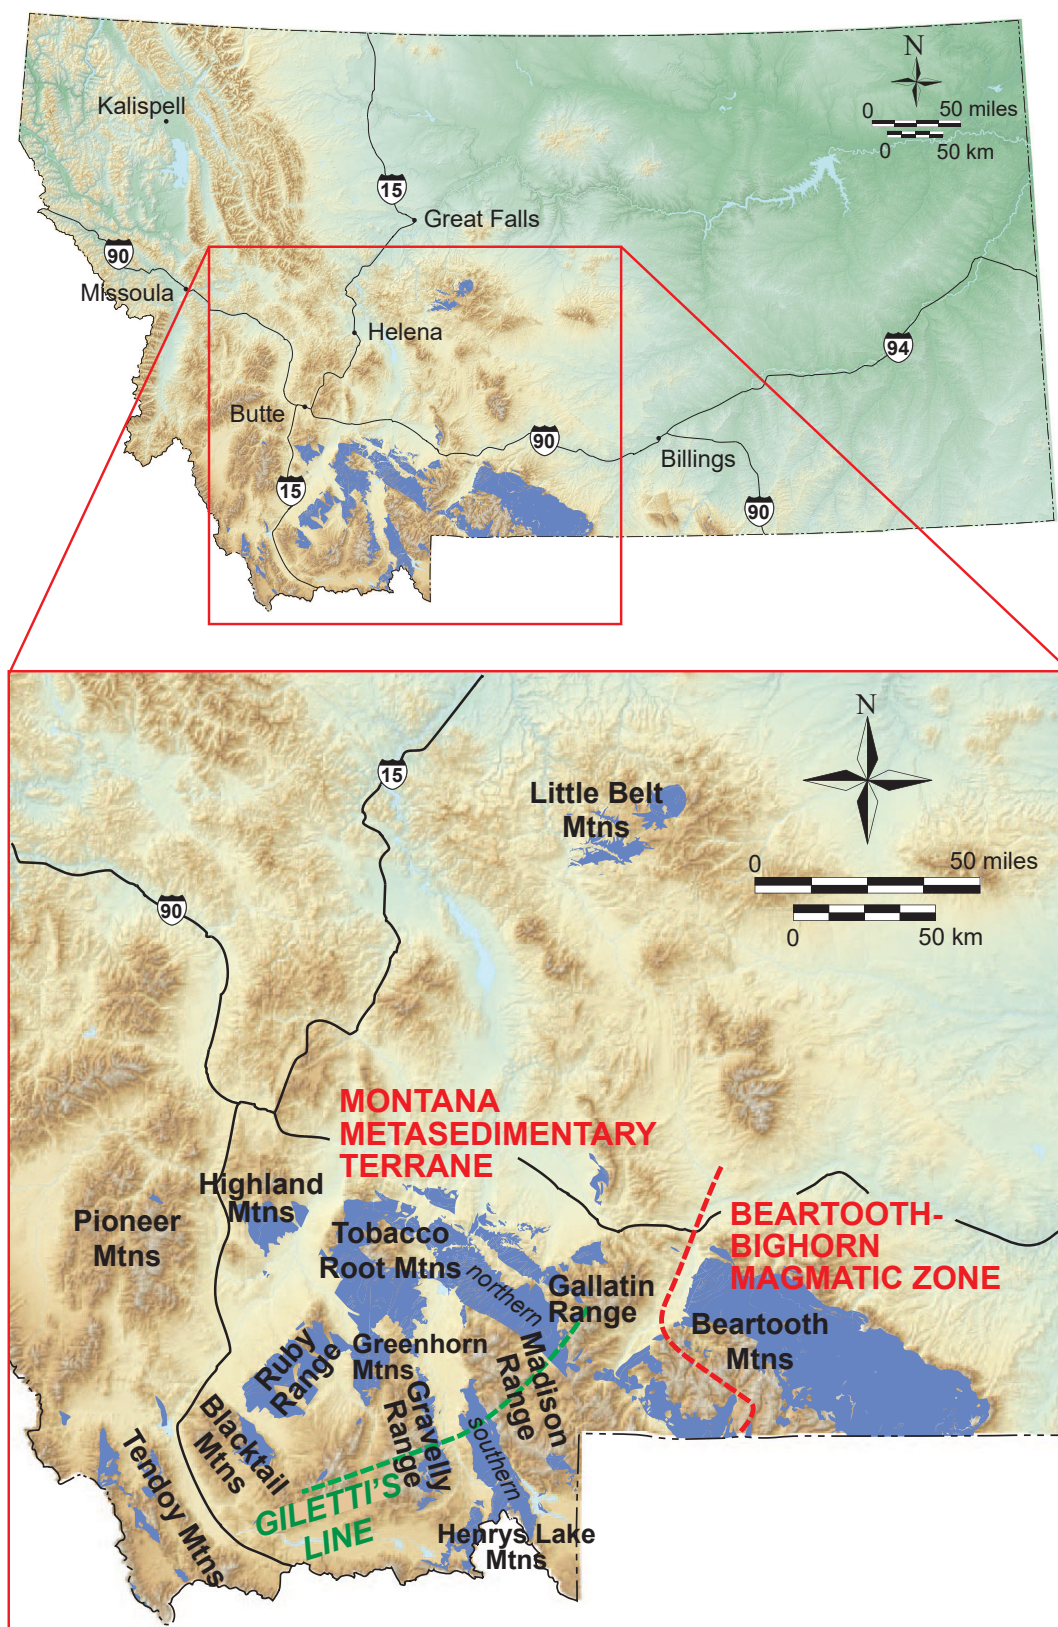 N
0 50 miles
0 50 km
Kalispell
15
Great Falls
90
Missoula
Helena
94
Butte
90
Billings
15
90
N
15
Little Belt
Mtns
0 50 miles
0 50 km
90
MONTANA
METASEDIMENTARY
TERRANE
Highland
Mtns
Pioneer
Mtns
Tobacco
Root Mtns
northern
Gallatin
Range
BEARTOOTH-
BIGHORN
MAGMATIC ZONE
Beartooth
Mtns
Ruby
Range
Greenhorn
Mtns
Madison
Range
Gravelly
Range
southern
Blacktail
Mtns
Tendoy Mtns
GILETTI'S
LINE
Henrys Lake
Mtns